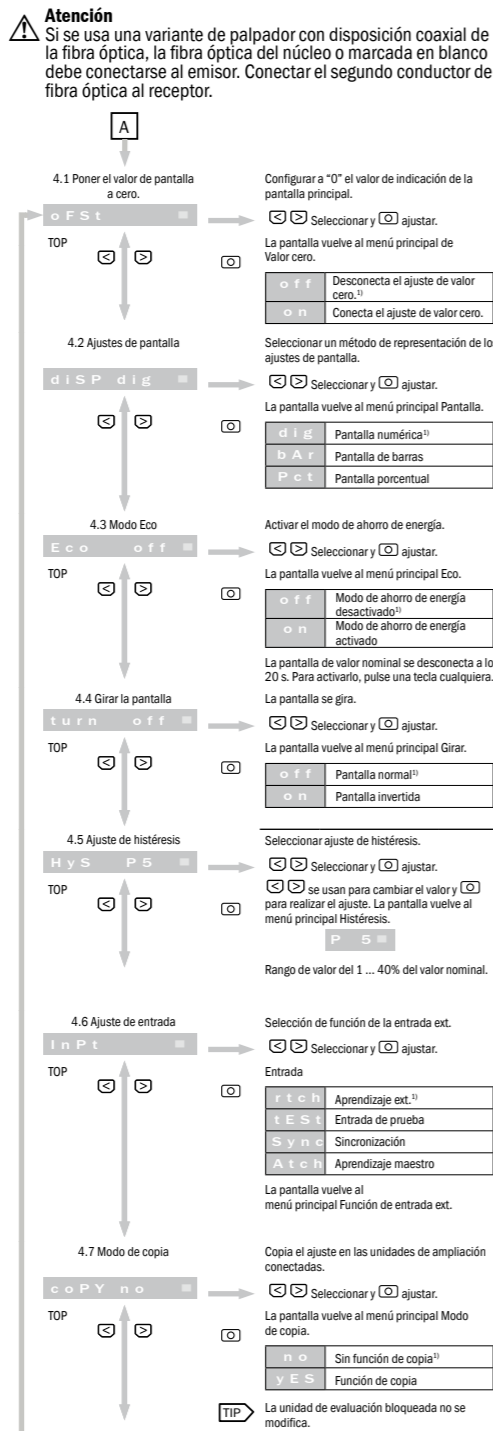 Atención
Si se usa una variante de palpador con disposición coaxial de
la fibra óptica, la fibra óptica del núcleo o marcada en blanco
debe conectarse al emisor. Conectar el segundo conductor de
fibra óptica al receptor.
A
4.1 Poner el valor de pantalla
a cero.
oFSt
TOP
< >
O
Configurar a “0” el valor de indicación de la
pantalla principal.
< > Seleccionar y O ajustar.
La pantalla vuelve al menú principal de
Valor cero.
off Desconecta el ajuste de valor
cero.1)
on Conecta el ajuste de valor cero.
4.2 Ajustes de pantalla
diSP dig
< >
O
Seleccionar un método de representación de lo
ajustes de pantalla.
< > Seleccionar y O ajustar.
La pantalla vuelve al menú principal Pantalla.
dig Pantalla numérica1)
bAr Pantalla de barras
Pct Pantalla porcentual
4.3 Modo Eco
Eco off
TOP
< >
O
Activar el modo de ahorro de energía.
< > Seleccionar y O ajustar.
La pantalla vuelve al menú principal Eco.
off Modo de ahorro de energía
desactivado1)
on Modo de ahorro de energía
activado
La pantalla de valor nominal se desconecta a lo
20 s. Para activarlo, pulse una tecla cualquiera.
4.4 Girar la pantalla
turn off
TOP
< >
O
La pantalla se gira.
< > Seleccionar y O ajustar.
La pantalla vuelve al menú principal Girar.
off Pantalla normal1)
on Pantalla invertida
4.5 Ajuste de histéresis
HyS P5
TOP
< >
O
Seleccionar ajuste de histéresis.
< > Seleccionar y O ajustar.
< > se usan para cambiar el valor y O
para realizar el ajuste. La pantalla vuelve al
menú principal Histéresis.
P 5
Rango de valor del 1 ... 40% del valor nominal.
4.6 Ajuste de entrada
InPt
TOP
< >
O
Selección de función de la entrada ext.
< > Seleccionar y O ajustar.
Entrada
rtch Aprendizaje ext.1)
tESt Entrada de prueba
Sync Sincronización
Atch Aprendizaje maestro
La pantalla vuelve al
menú principal Función de entrada ext.
4.7 Modo de copia
coPY no
TOP
< >
O
Copia el ajuste en las unidades de ampliación
conectadas.
< > Seleccionar y O ajustar.
La pantalla vuelve al menú principal Modo
de copia.
no Sin función de copia1)
yES Función de copia
TIP La unidad de evaluación bloqueada no se
modifica.